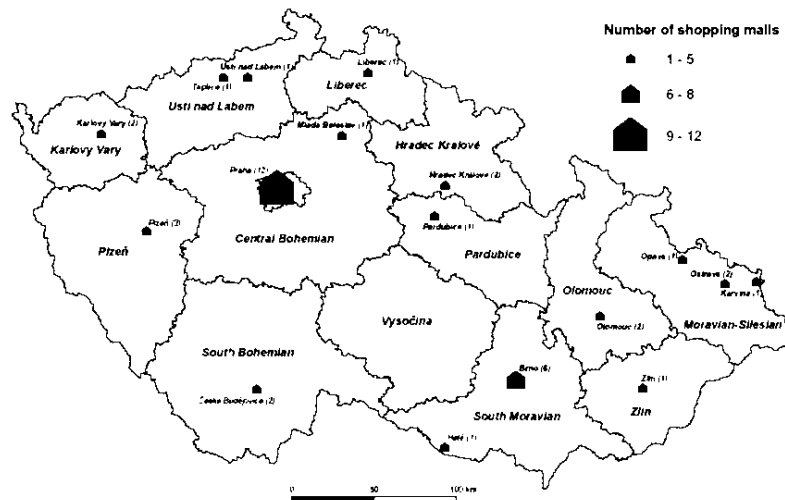 Number of shopping malls
1 - 5
6 - 8
9 - 12
Usti nad Labem (1)
Teplice (1)
Usti nad Labem
Liberec (1)
Liberec
Karlovy Vary (2)
Karlovy Vary
Mlada Boleslav (1)
Hradec Kralové
Hradec Kralove (2)
Praha (12)
Central Bohemian
Plzeň (3)
Plzeň
Pardubice (1)
Pardubice
Opava (1)
Ostrava (2)
Karvina (1)
Moravian-Silesian
Olomouc
Olomouc (2)
Vysočina
South Bohemian
České Budějovice (2)
Brno (6)
South Moravian
Zlin (1)
Zlin
Hatě (1)
0 50 100 km